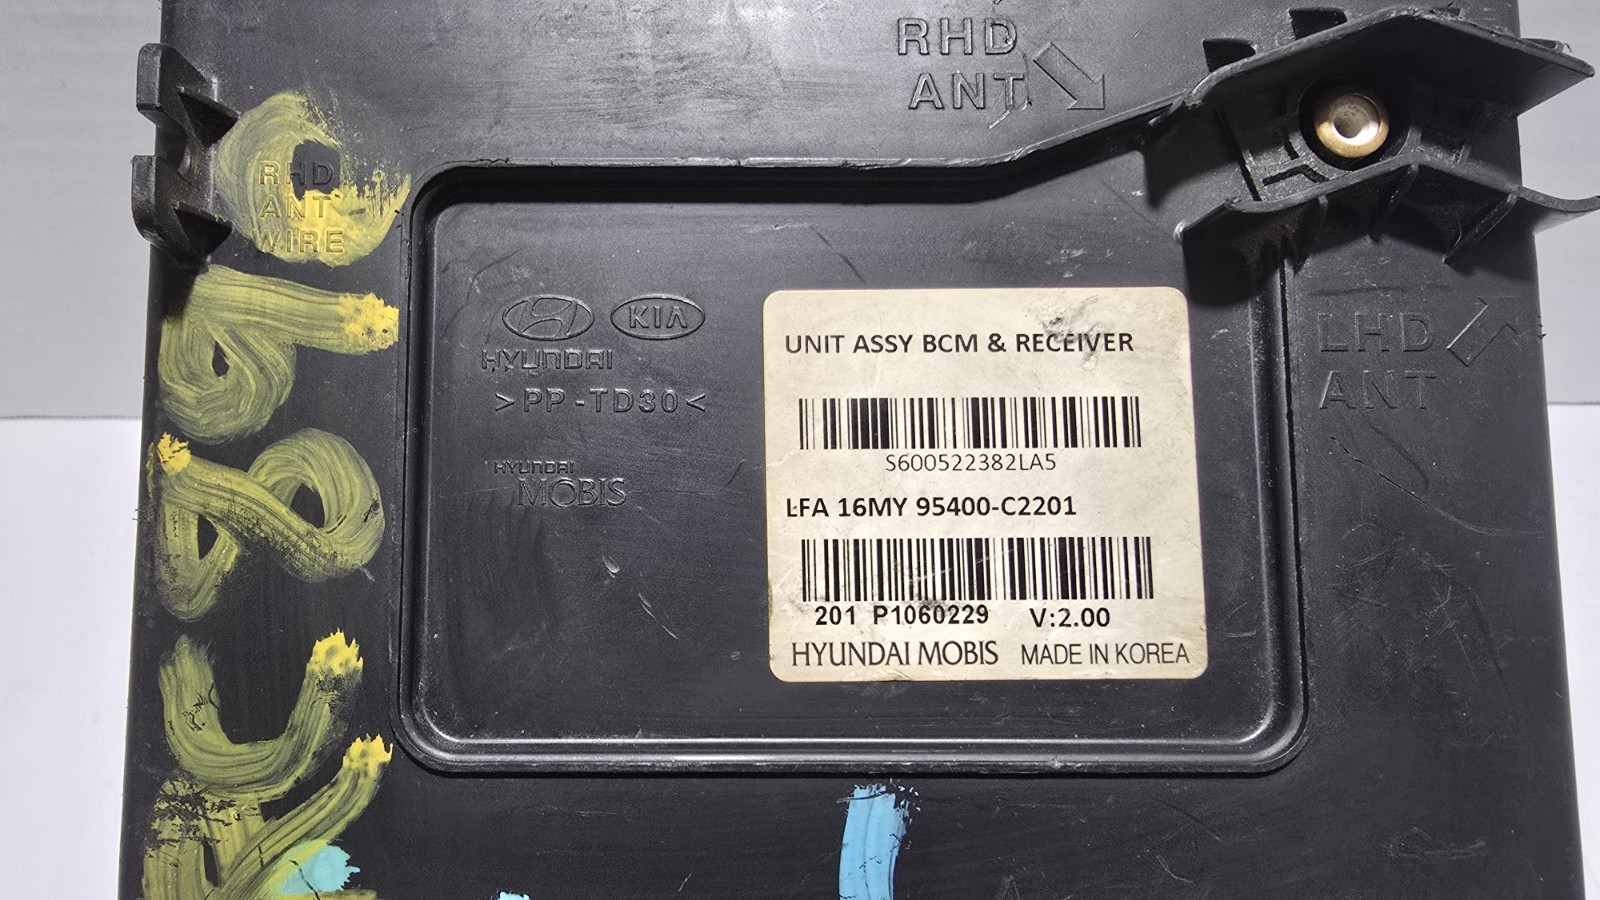 RHD
ANT
RHD
ANT
WIRE
HYUNDAI
KIA
>PP-TD30<
HYUNDAI
MOBIS
UNIT ASSY BCM & RECEIVER
S600522382LA5
LFA 16MY 95400-C2201
201 P1060229 V:2.00
HYUNDAI MOBIS MADE IN KOREA
LHD
ANT